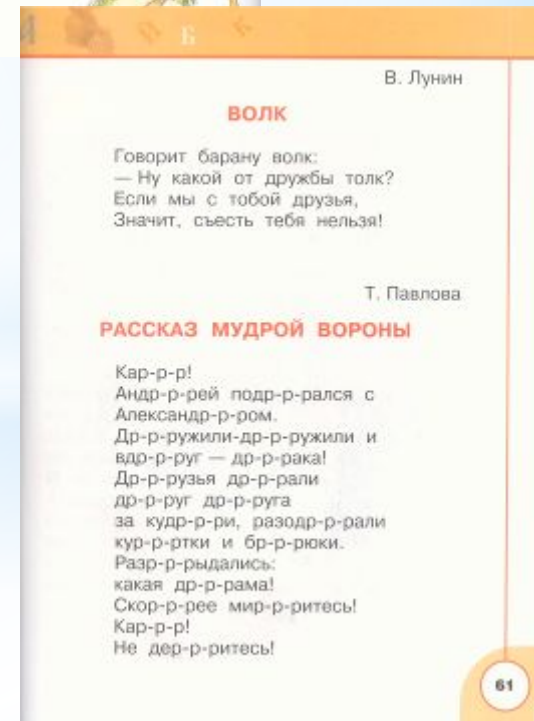 Б
В. Лунин
ВОЛК
Говорит барану волк:
— Ну какой от дружбы толк?
Если мы с тобой друзья,
Значит, съесть тебя нельзя!
Т. Павлова
РАССКАЗ МУДРОЙ ВОРОНЫ
Кар-р-р!
Андр-р-рей подр-р-рался с
Александр-р-ром.
Др-р-ружили-др-р-ружили и
вдр-р-руг — др-р-рака!
Др-р-рузья др-р-рали
др-р-руг др-р-руга
за кудр-р-ри, разодр-р-рали
кур-р-ртки и бр-р-рюки.
Разр-р-рыдались:
какая др-р-рама!
Скор-р-рее мир-р-ритесь!
Кар-р-р!
Не дер-р-ритесь!
61